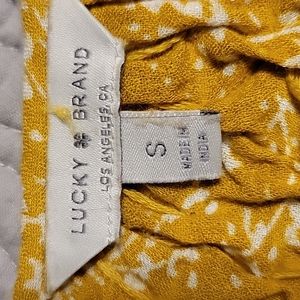 LUCKY BRAND
LOS ANGELES, CA
S
MADE IN
INDIA